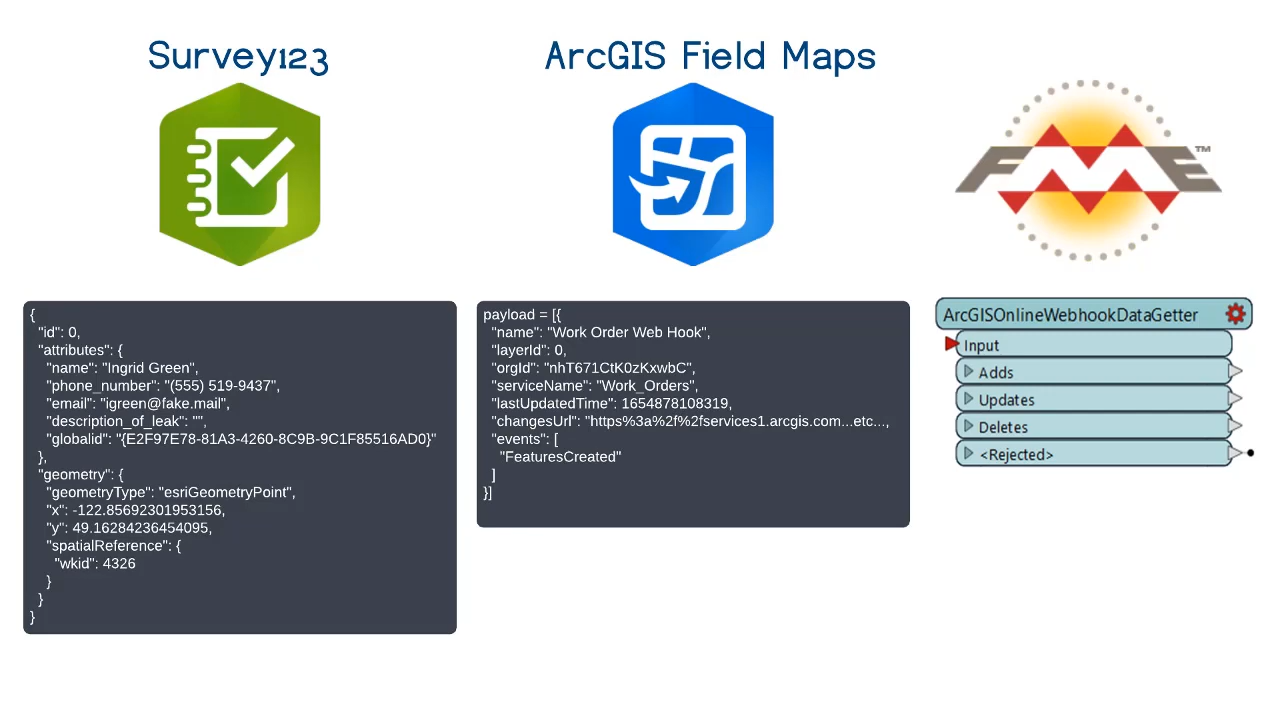 Survey123
ArcGIS Field Maps
FME™
{
"id": 0,
"attributes": {
"name": "Ingrid Green",
"phone_number": "(555) 519-9437",
"email": "igreen@fake.mail",
"description_of_leak": "",
"globalid": "{E2F97E78-81A3-4260-8C9B-9C1F85516AD0}"
},
"geometry": {
"geometryType": "esriGeometryPoint",
"x": -122.85692301953156,
"y": 49.16284236454095,
"spatialReference": {
"wkid": 4326
}
}
}
payload = [{
"name": "Work Order Web Hook",
"layerId": 0,
"orgId": "nhT671CtK0zKxwbC",
"serviceName": "Work_Orders",
"lastUpdatedTime": 1654878108319,
"changesUrl": "https%3a%2f%2fservices1.arcgis.com...etc...,
"events": [
"FeaturesCreated"
]
}]
ArcGISOnlineWebhookDataGetter
Input
Adds
Updates
Deletes
<Rejected>